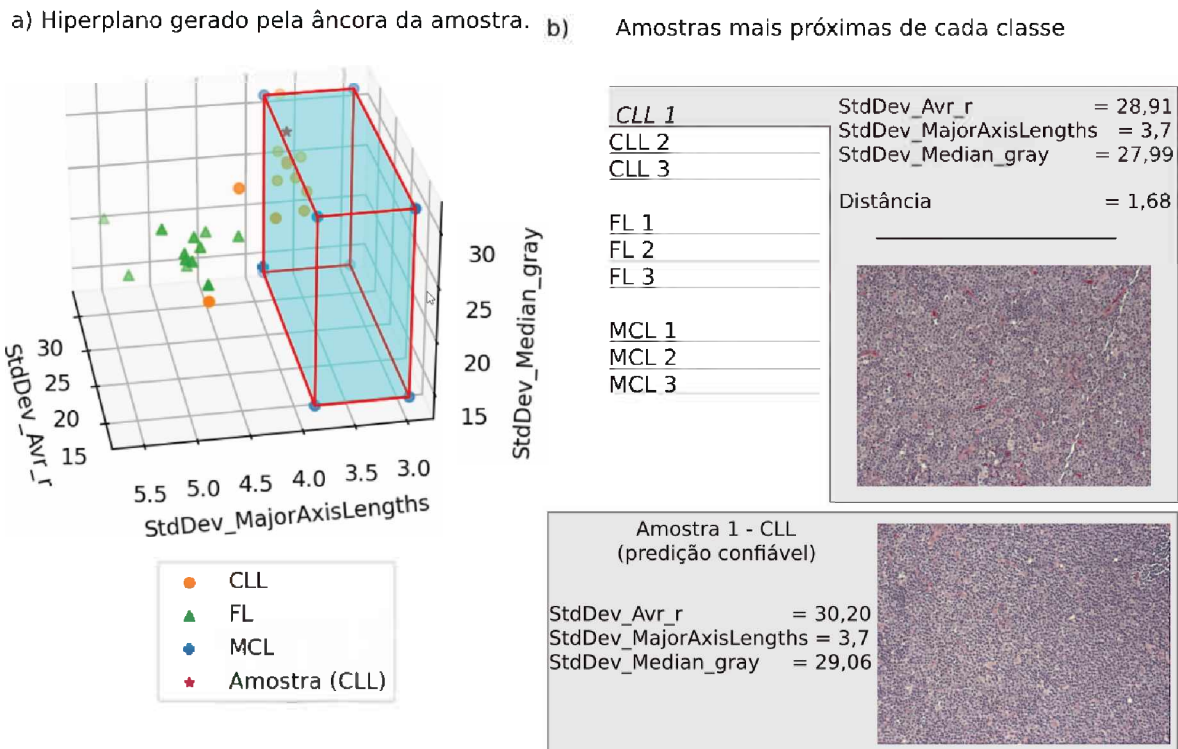 a) Hiperplano gerado pela âncora da amostra.
StdDev_Avr_r
30
25
20
15
5.5 5.0 4.5 4.0 3.5 3.0
StdDev_MajorAxisLengths
30
25
20
15
StdDev_Median_gray
CLL
FL
MCL
Amostra (CLL)
b) Amostras mais próximas de cada classe
CLL 1
CLL 2
CLL 3
FL 1
FL 2
FL 3
MCL 1
MCL 2
MCL 3
StdDev_Avr_r = 28,91
StdDev_MajorAxisLengths = 3,7
StdDev_Median_gray = 27,99
Distância = 1,68
Amostra 1 - CLL
(predição confiável)
StdDev_Avr_r = 30,20
StdDev_MajorAxisLengths = 3,7
StdDev_Median_gray = 29,06